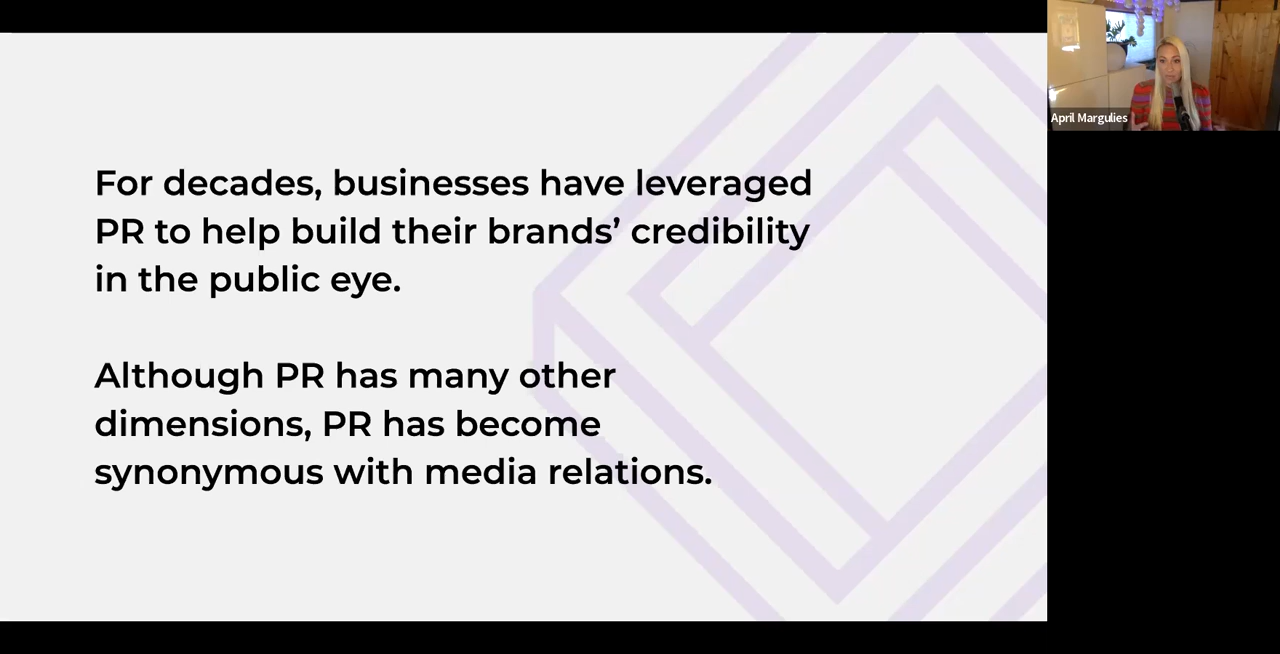 For decades, businesses have leveraged
PR to help build their brands’ credibility
in the public eye.
Although PR has many other
dimensions, PR has become
synonymous with media relations.
April Margulies